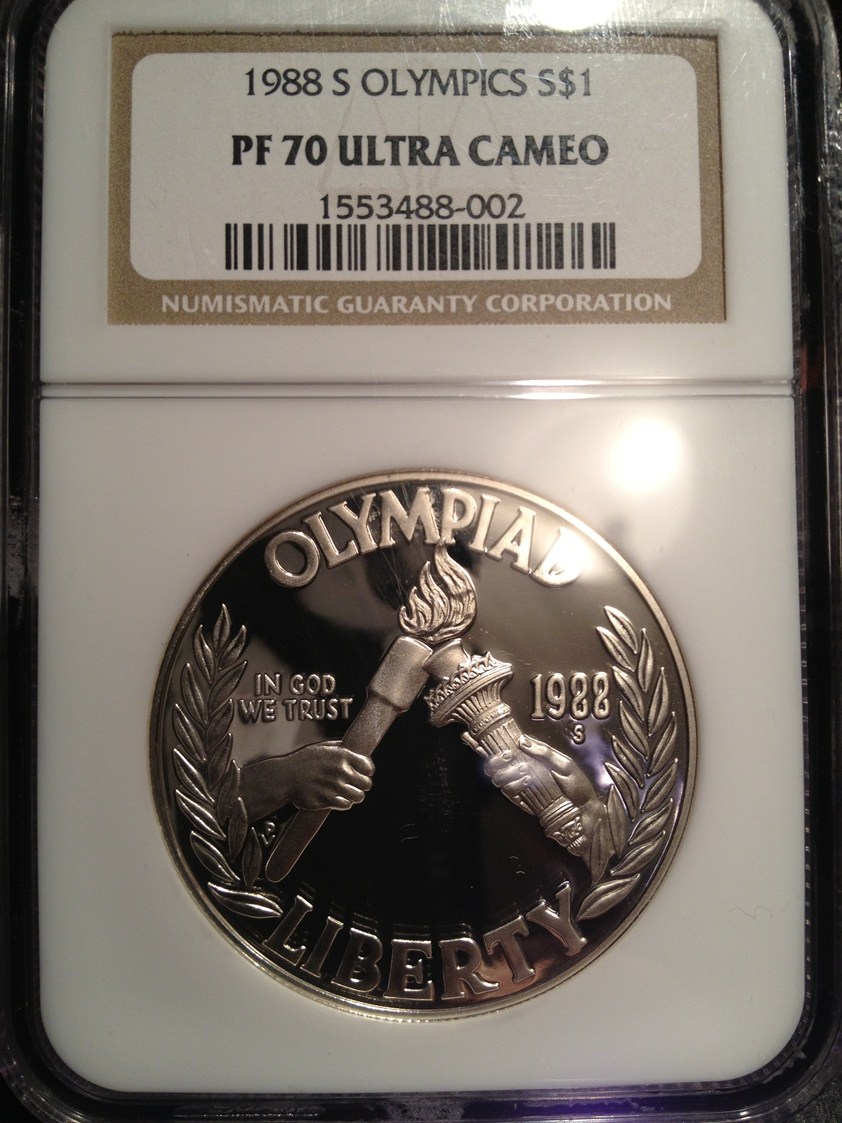 1988 S OLYMPICS S$1
PF 70 ULTRA CAMEO
1553488-002
NUMISMATIC GUARANTY CORPORATION
OLYMPIAD
IN GOD
WE TRUST
1988
S
LIBERTY